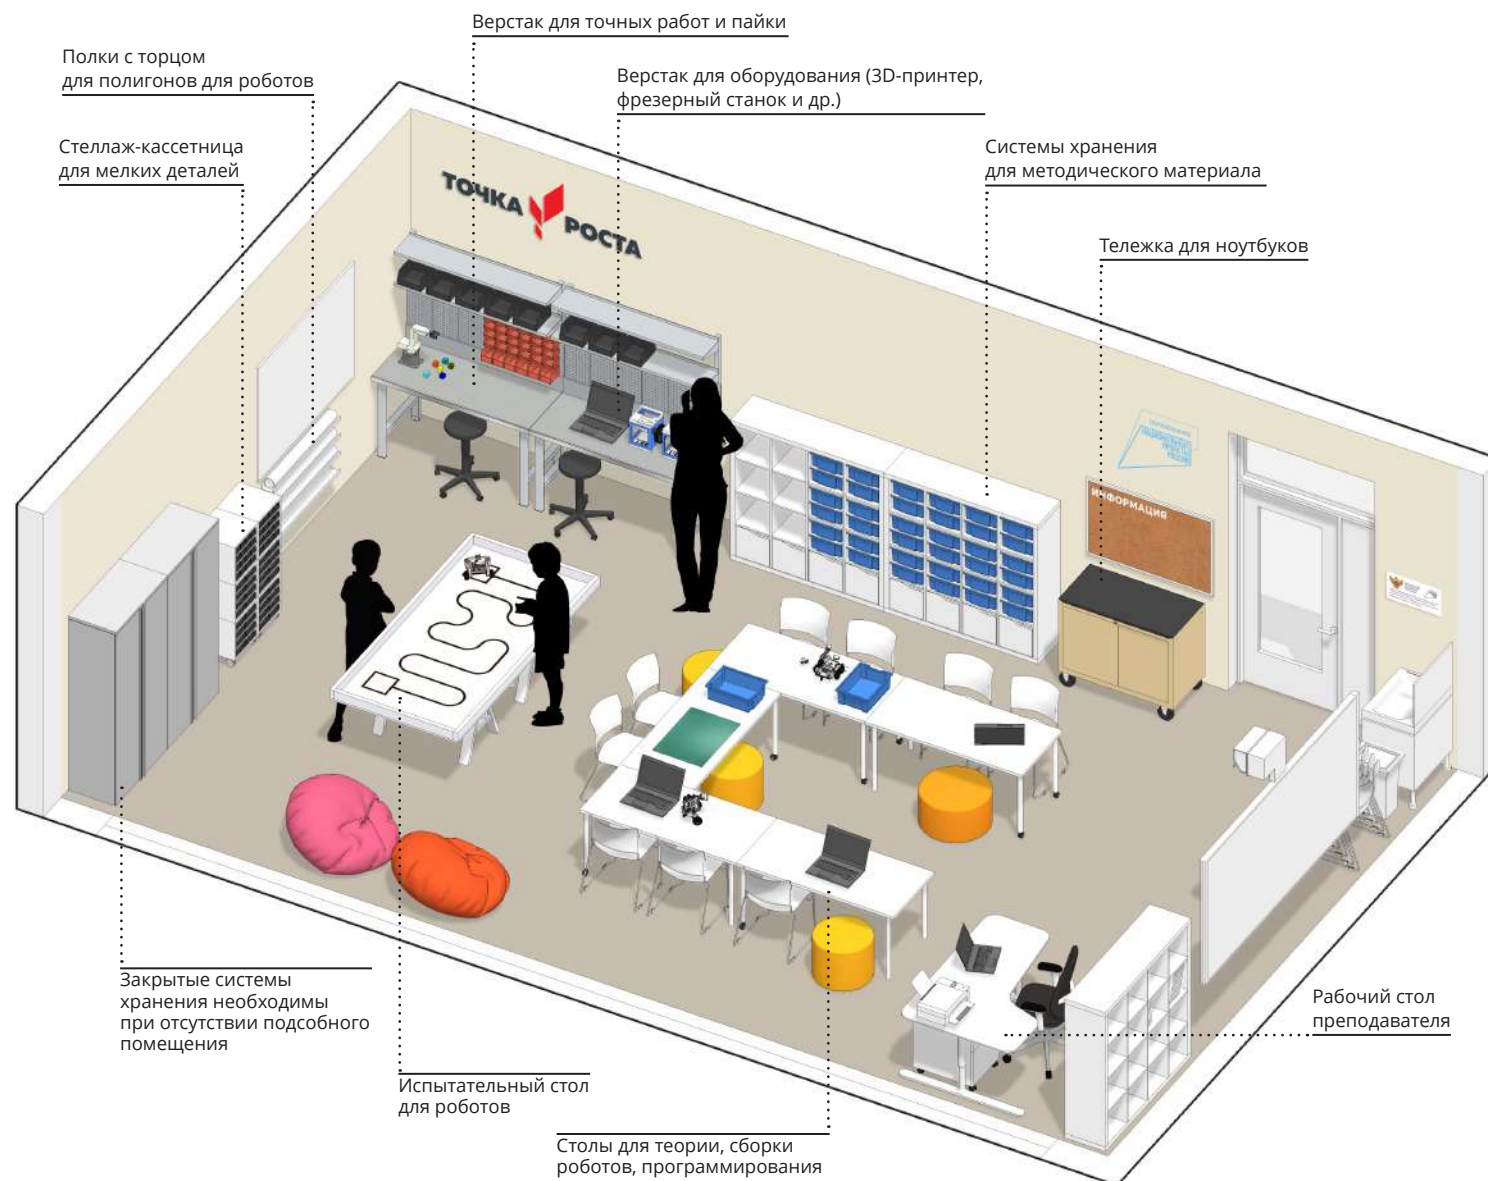 Верстак для точных работ и пайки
Полки с торцом
для полигонов для роботов
Верстак для оборудования (3D-принтер,
фрезерный станок и др.)
Стеллаж-кассетница
для мелких деталей
Системы хранения
для методического материала
Тележка для ноутбуков
ТОЧКА
РОСТА
ИНФОРМАЦИЯ
Закрытые системы
хранения необходимы
при отсутствии подсобного
помещения
Рабочий стол
преподавателя
Испытательный стол
для роботов
Столы для теории, сборки
роботов, программирования